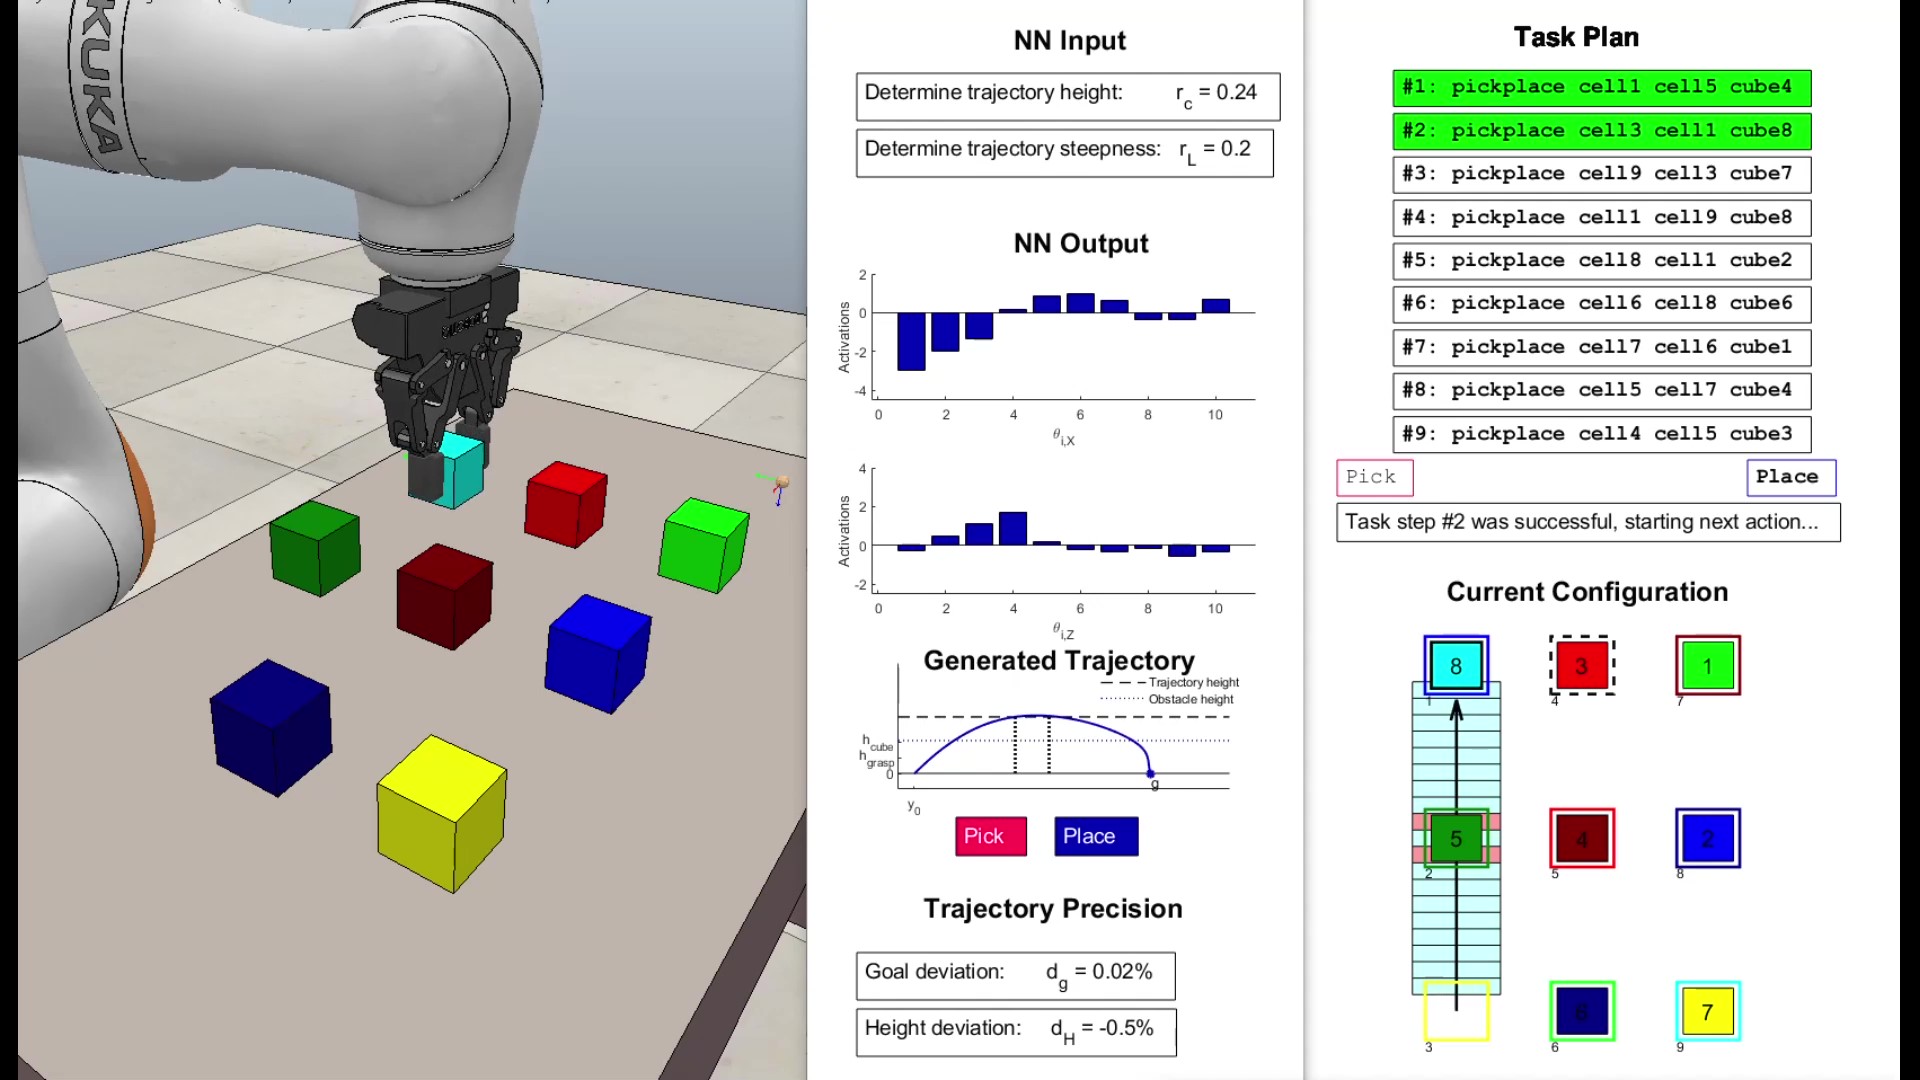 KUKA
NN Input
Determine trajectory height: r_c = 0.24
Determine trajectory steepness: r_L = 0.2
NN Output
2
0
-2
-4
Activations
0 2 4 6 8 10
θ_i,X
4
2
0
-2
Activations
0 2 4 6 8 10
θ_i,Z
Generated Trajectory
Trajectory height
Obstacle height
h_cube
h_grasp
0
g
y_0
Pick Place
Trajectory Precision
Goal deviation: d_g = 0.02%
Height deviation: d_H = -0.5%
Task Plan
#1: pickplace cell1 cell5 cube4
#2: pickplace cell3 cell1 cube8
#3: pickplace cell9 cell3 cube7
#4: pickplace cell1 cell9 cube8
#5: pickplace cell8 cell1 cube2
#6: pickplace cell6 cell8 cube6
#7: pickplace cell7 cell6 cube1
#8: pickplace cell5 cell7 cube4
#9: pickplace cell4 cell5 cube3
Pick Place
Task step #2 was successful, starting next action...
Current Configuration
8 3 1
1 4 7
5 4 2
2 5 8
6 7
3 6 9